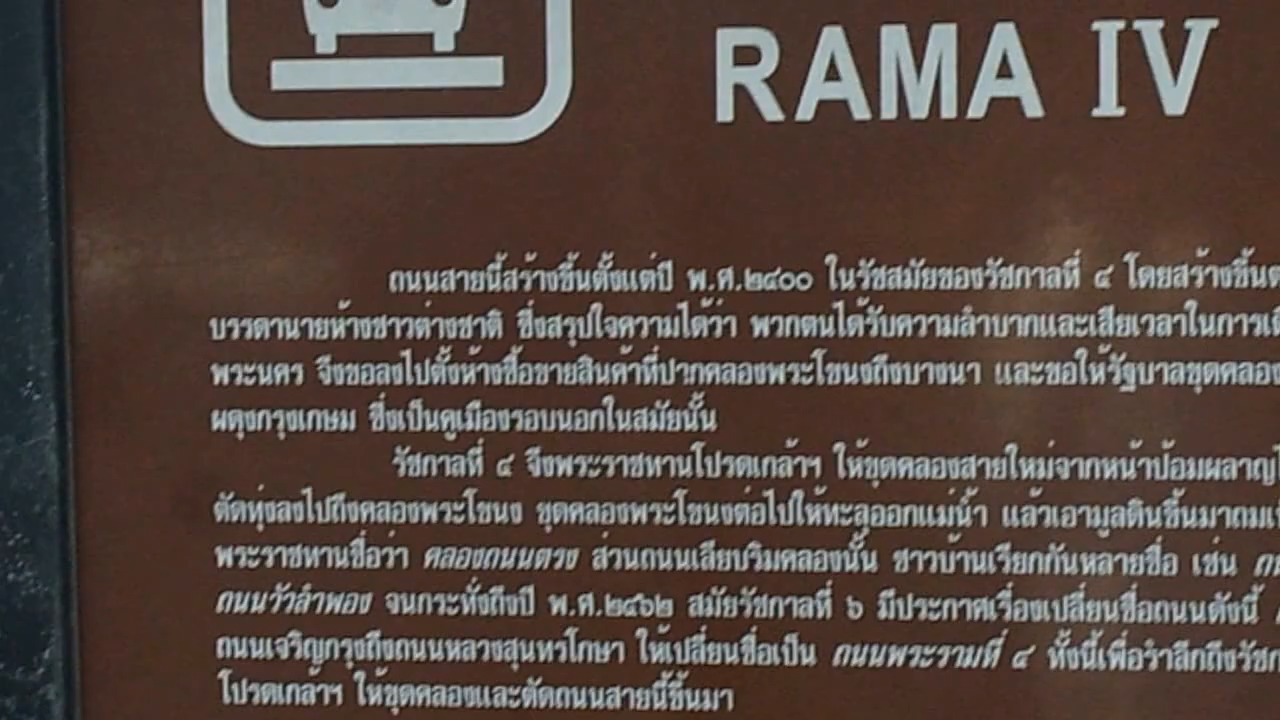 RAMA IV
ถนนสายนี้สร้างขึ้นตั้งแต่ปี พ.ศ.๒๔๐๐ ในรัชสมัยของรัชกาลที่ ๔ โดยสร้างขึ้น
บรรดานายห้างชาวต่างชาติ ซึ่งสรุปใจความได้ว่า พวกตนได้รับความลำบากและเสียเวลาในการ
พระนคร จึงขอลงไปตั้งห้างซื้อขายสินค้าที่ปากคลองพระโขนงถึงบางนา และขอให้รัฐบาลขุดคลอง
ผดุงกรุงเกษม ซึ่งเป็นคูเมืองรอบนอกในสมัยนั้น
รัชกาลที่ ๔ จึงพระราชทานโปรดเกล้าฯ ให้ขุดคลองสายใหม่จากหน้าป้อมผลาญ
ตัดทุ่งลงไปถึงคลองพระโขนง ขุดคลองพระโขนงต่อไปให้ทะลุออกแม่น้ำ แล้วเอามูลดินขึ้นมาถม
พระราชทานชื่อว่า คลองถนนตรง ส่วนถนนเลียบริมคลองนั้น ชาวบ้านเรียกกันหลายชื่อ เช่น
ถนนวัวลำพอง จนกระทั่งถึงปี พ.ศ.๒๔๖๒ สมัยรัชกาลที่ ๖ มีประกาศเรื่องเปลี่ยนชื่อถนนดังนี้
ถนนเจริญกรุงถึงถนนหลวงสุนทรโกษา ให้เปลี่ยนชื่อเป็น ถนนพระรามที่ ๔ ทั้งนี้เพื่อรำลึกถึง
โปรดเกล้าฯ ให้ขุดคลองและตัดถนนสายนี้ขึ้นมา